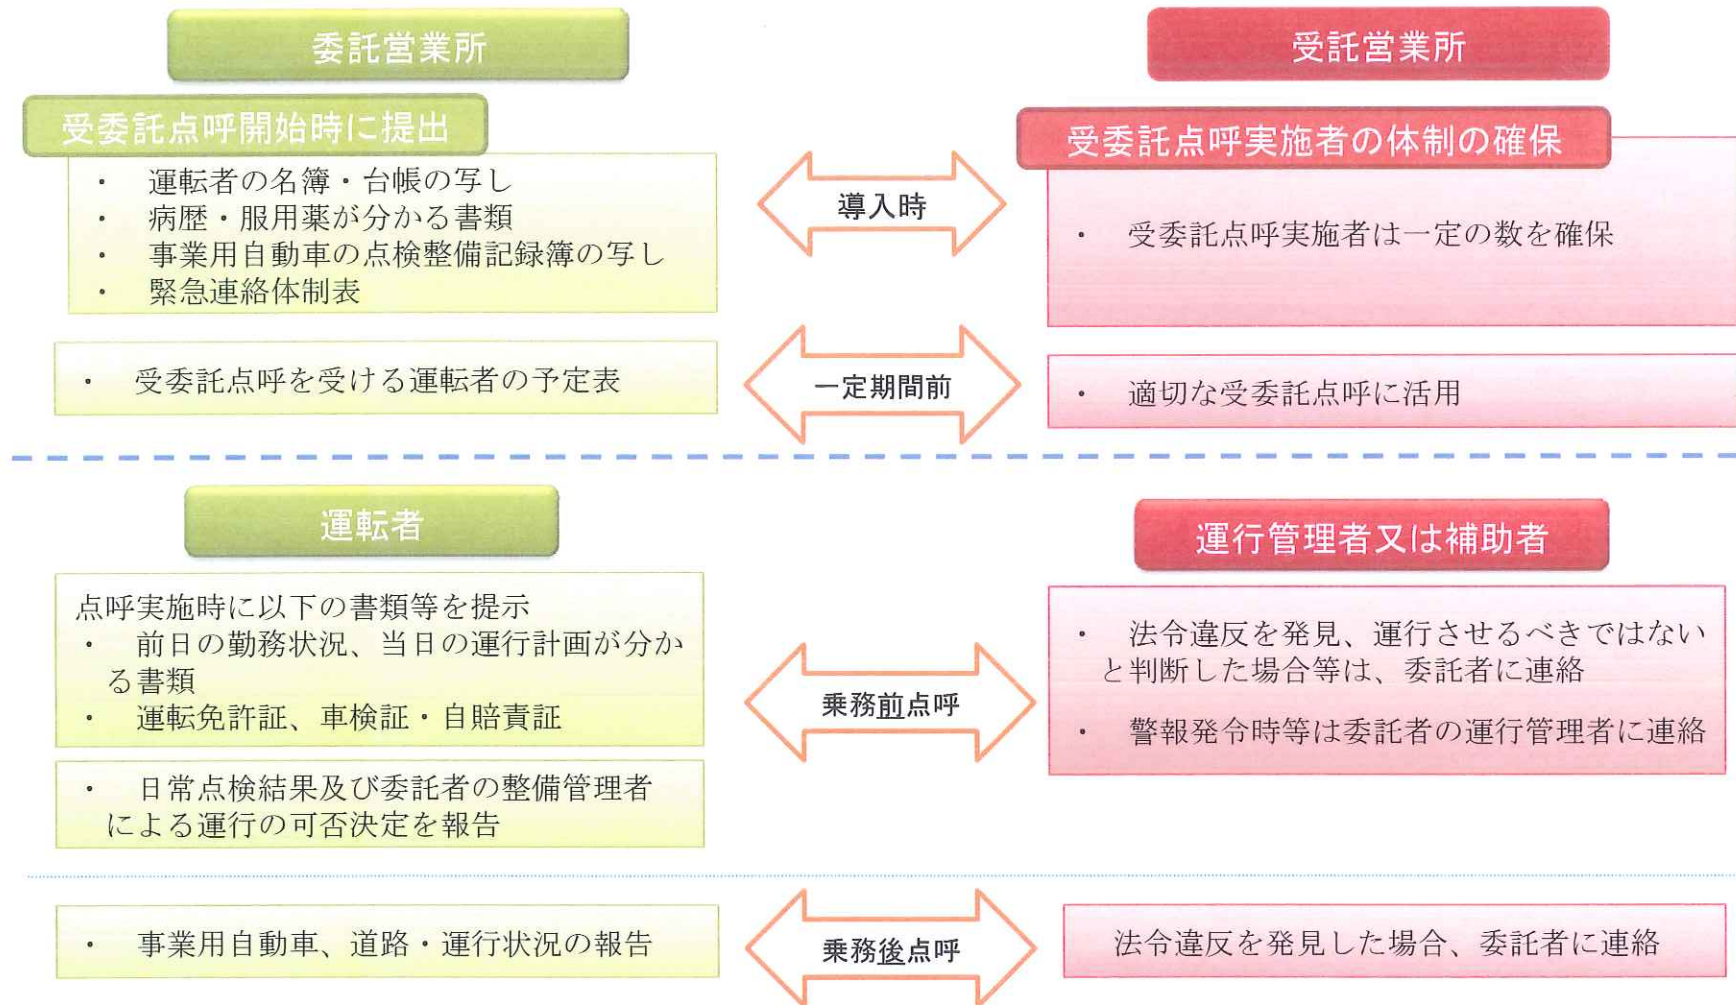 委託営業所
受託営業所
受委託点呼開始時に提出
・ 運転者の名簿・台帳の写し
・ 病歴・服用薬が分かる書類
・ 事業用自動車の点検整備記録簿の写し
・ 緊急連絡体制表
導入時
受委託点呼実施者の体制の確保
・ 受委託点呼実施者は一定の数を確保
・ 受委託点呼を受ける運転者の予定表
一定期間前
・ 適切な受委託点呼に活用
運転者
運行管理者又は補助者
点呼実施時に以下の書類等を提示
・ 前日の勤務状況、当日の運行計画が分か
る書類
・ 運転免許証、車検証・自賠責証
・ 日常点検結果及び委託者の整備管理者
による運行の可否決定を報告
乗務前点呼
・ 法令違反を発見、運行させるべきではない
と判断した場合等は、委託者に連絡
・ 警報発令時等は委託者の運行管理者に連絡
・ 事業用自動車、道路・運行状況の報告
乗務後点呼
法令違反を発見した場合、委託者に連絡